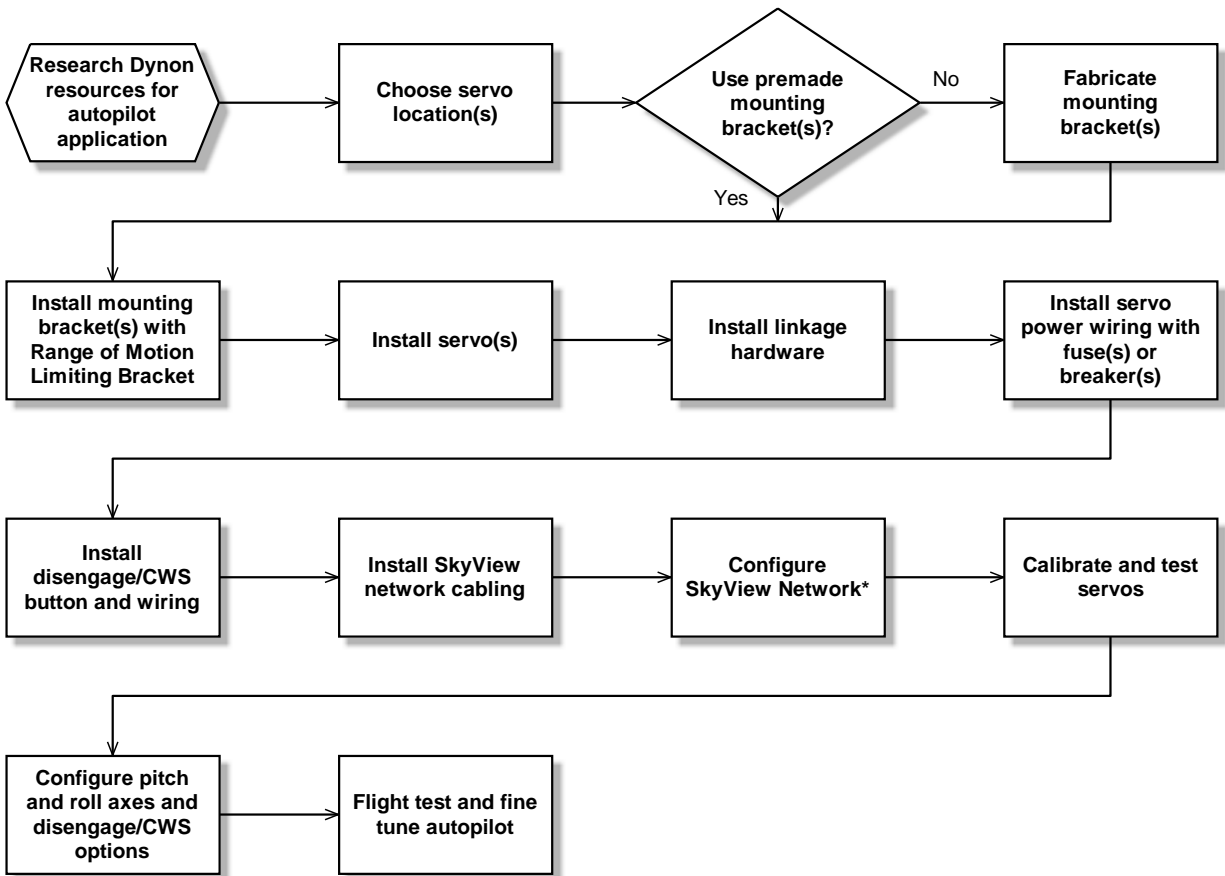 Research Dynon
resources for
autopilot
application
Choose servo
location(s)
Use premade
mounting
bracket(s)?
No
Fabricate
mounting
bracket(s)
Yes
Install mounting
bracket(s) with
Range of Motion
Limiting Bracket
Install servo(s)
Install linkage
hardware
Install servo
power wiring with
fuse(s) or
breaker(s)
Install
disengage/CWS
button and wiring
Install SkyView
network cabling
Configure
SkyView Network*
Calibrate and test
servos
Configure pitch
and roll axes and
disengage/CWS
options
Flight test and fine
tune autopilot